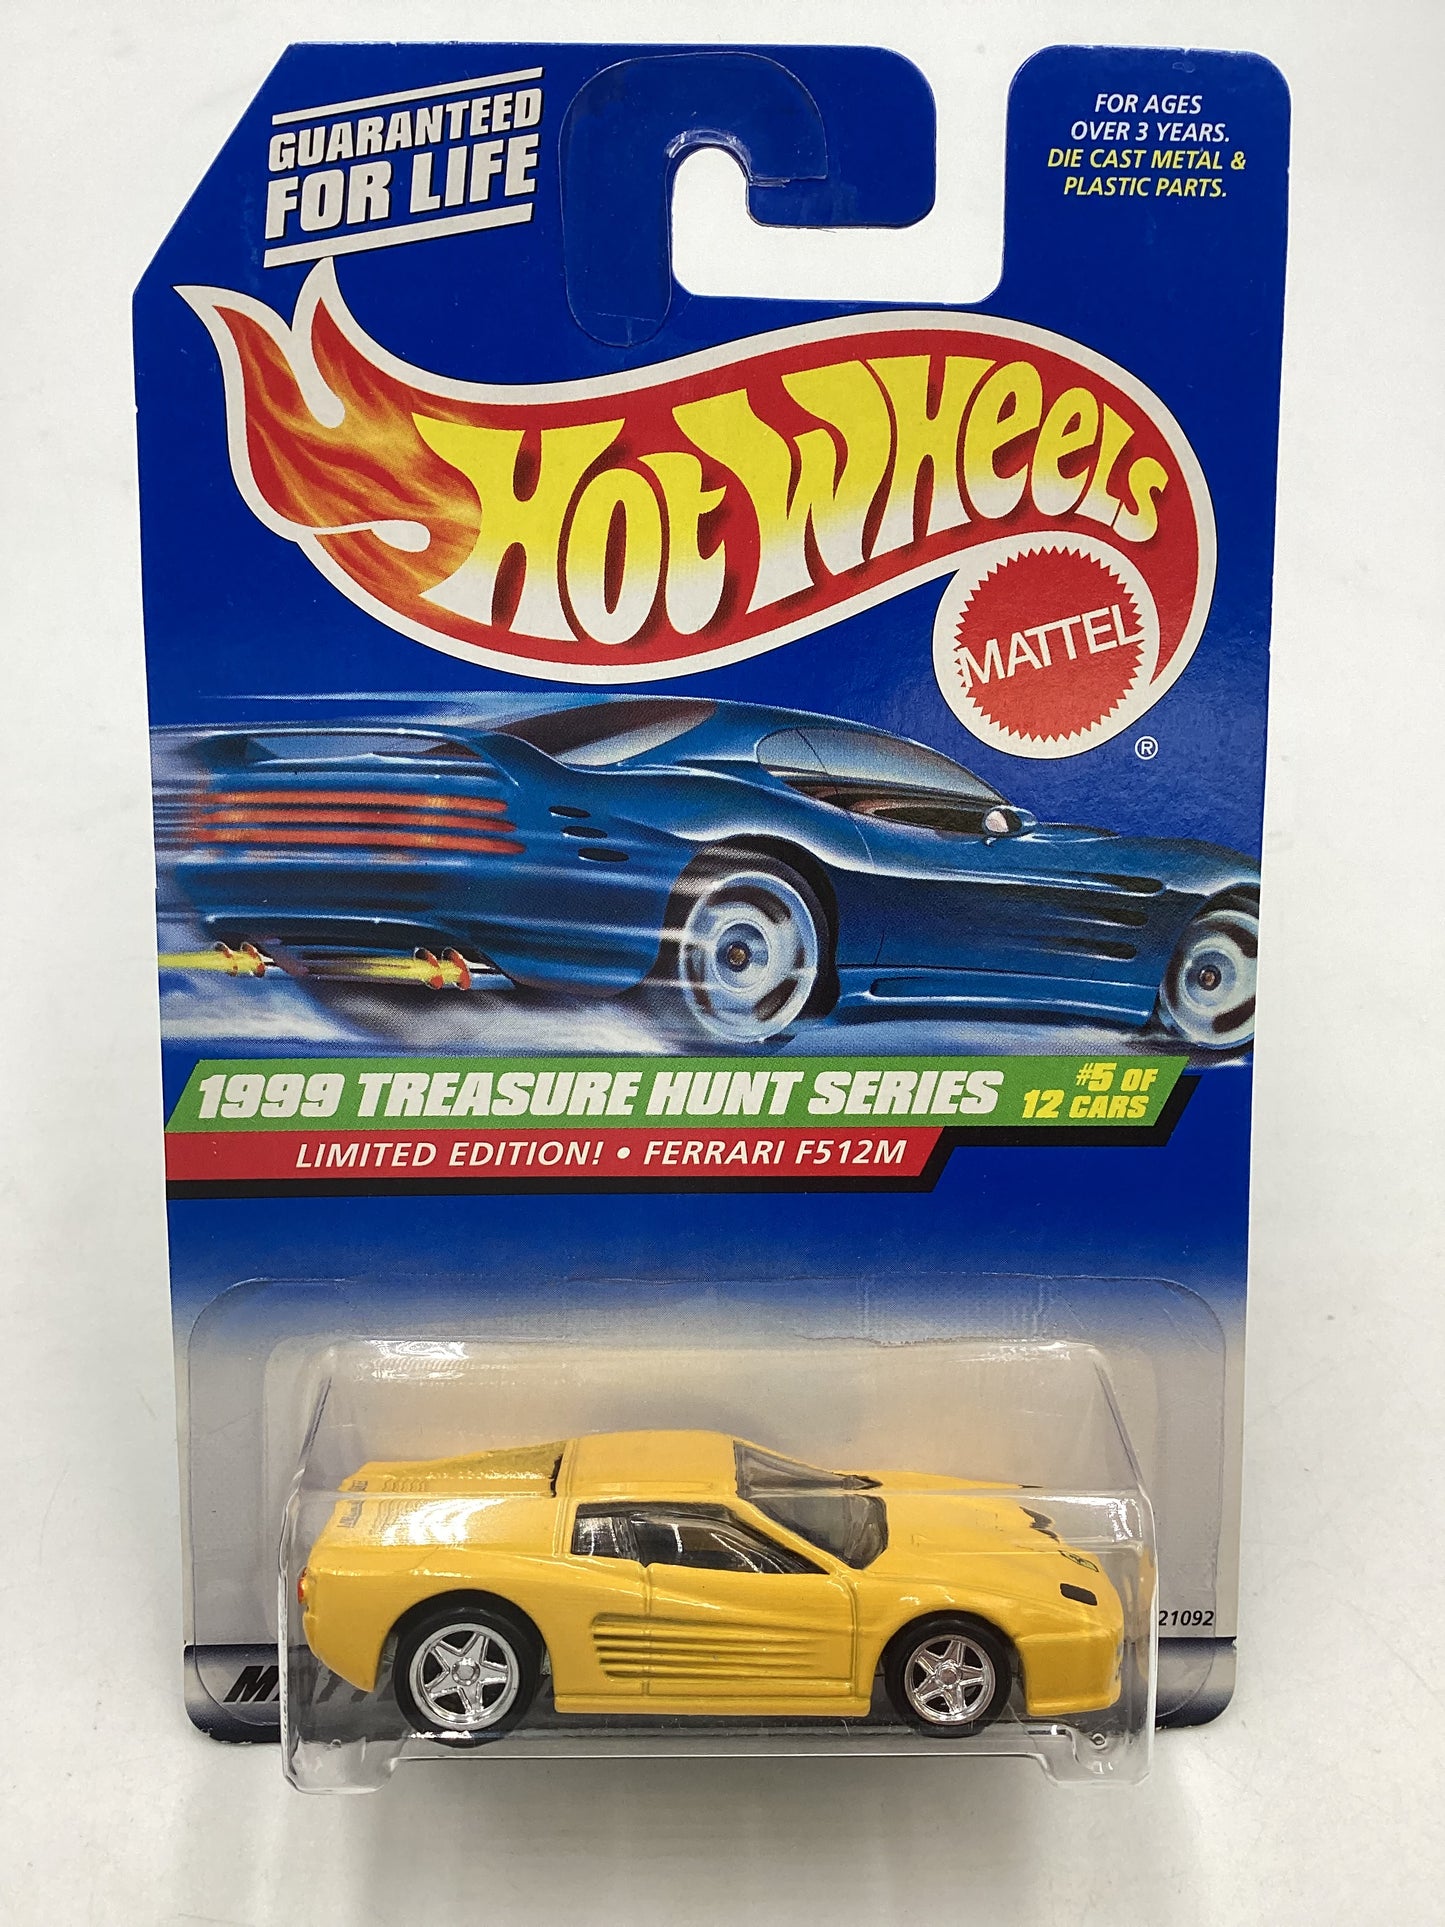 GUARANTEED
FOR LIFE
FOR AGES
OVER 3 YEARS.
DIE CAST METAL &
PLASTIC PARTS.
HOT WHEELS
MATTEL
®
1999 TREASURE HUNT SERIES
#5 OF
12 CARS
LIMITED EDITION! • FERRARI F512M
21092